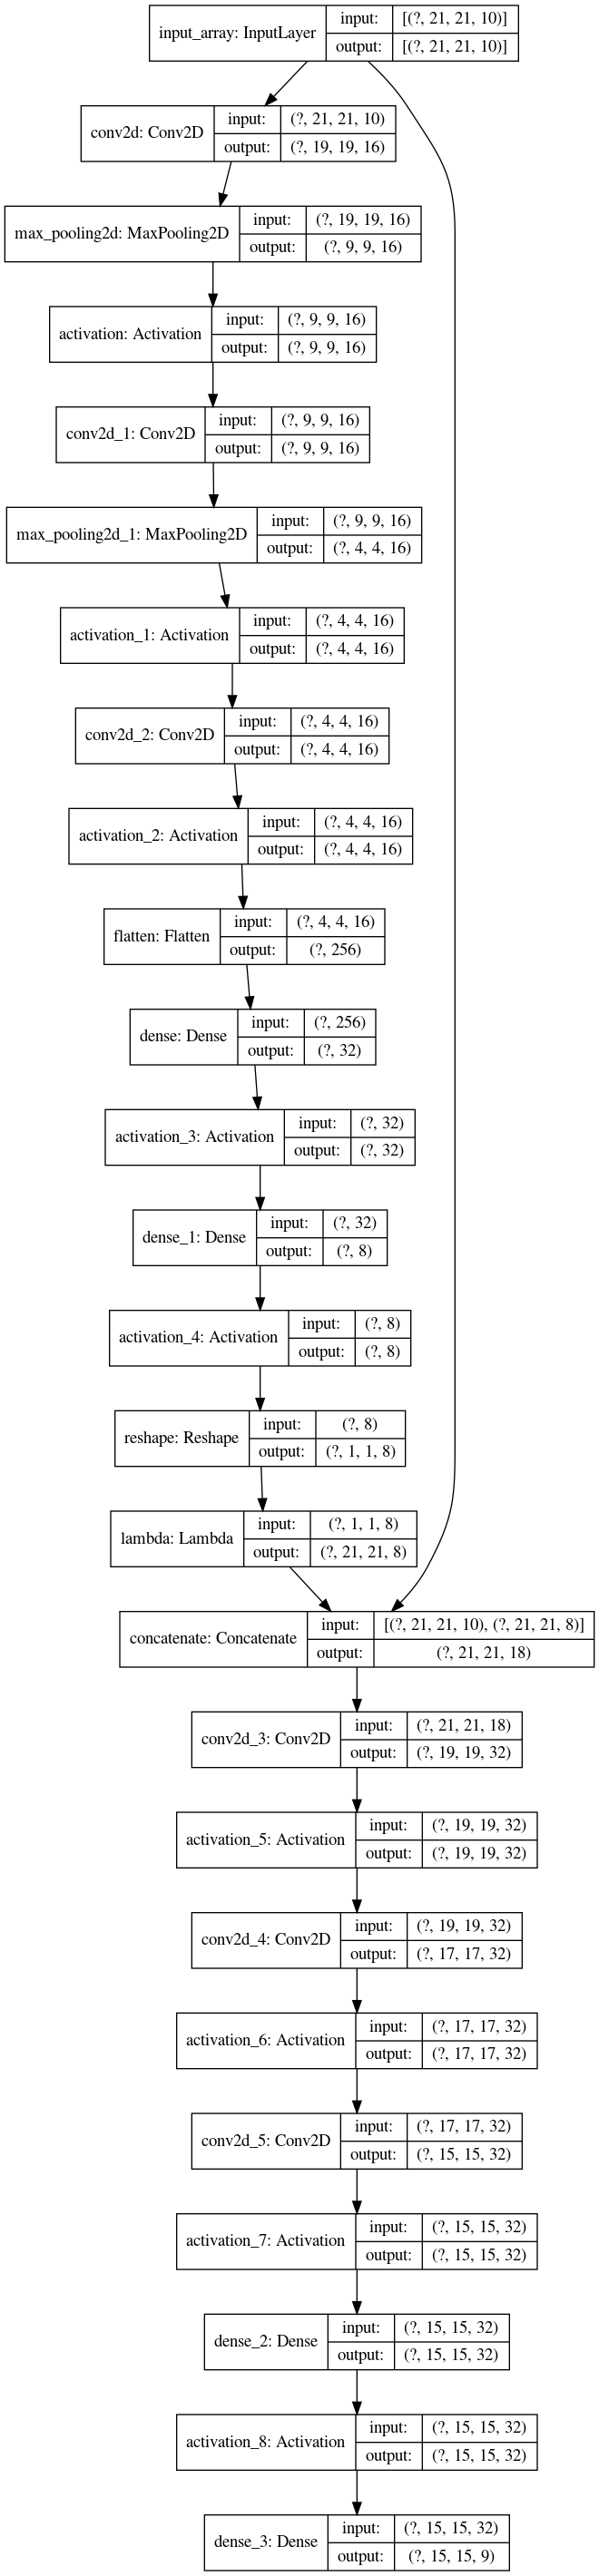 input_array: InputLayer
input: [(?, 21, 21, 10)]
output: [(?, 21, 21, 10)]
conv2d: Conv2D
input: (?, 21, 21, 10)
output: (?, 19, 19, 16)
max_pooling2d: MaxPooling2D
input: (?, 19, 19, 16)
output: (?, 9, 9, 16)
activation: Activation
input: (?, 9, 9, 16)
output: (?, 9, 9, 16)
conv2d_1: Conv2D
input: (?, 9, 9, 16)
output: (?, 9, 9, 16)
max_pooling2d_1: MaxPooling2D
input: (?, 9, 9, 16)
output: (?, 4, 4, 16)
activation_1: Activation
input: (?, 4, 4, 16)
output: (?, 4, 4, 16)
conv2d_2: Conv2D
input: (?, 4, 4, 16)
output: (?, 4, 4, 16)
activation_2: Activation
input: (?, 4, 4, 16)
output: (?, 4, 4, 16)
flatten: Flatten
input: (?, 4, 4, 16)
output: (?, 256)
dense: Dense
input: (?, 256)
output: (?, 32)
activation_3: Activation
input: (?, 32)
output: (?, 32)
dense_1: Dense
input: (?, 32)
output: (?, 8)
activation_4: Activation
input: (?, 8)
output: (?, 8)
reshape: Reshape
input: (?, 8)
output: (?, 1, 1, 8)
lambda: Lambda
input: (?, 1, 1, 8)
output: (?, 21, 21, 8)
concatenate: Concatenate
input: [(?, 21, 21, 10), (?, 21, 21, 8)]
output: (?, 21, 21, 18)
conv2d_3: Conv2D
input: (?, 21, 21, 18)
output: (?, 19, 19, 32)
activation_5: Activation
input: (?, 19, 19, 32)
output: (?, 19, 19, 32)
conv2d_4: Conv2D
input: (?, 19, 19, 32)
output: (?, 17, 17, 32)
activation_6: Activation
input: (?, 17, 17, 32)
output: (?, 17, 17, 32)
conv2d_5: Conv2D
input: (?, 17, 17, 32)
output: (?, 15, 15, 32)
activation_7: Activation
input: (?, 15, 15, 32)
output: (?, 15, 15, 32)
dense_2: Dense
input: (?, 15, 15, 32)
output: (?, 15, 15, 32)
activation_8: Activation
input: (?, 15, 15, 32)
output: (?, 15, 15, 32)
dense_3: Dense
input: (?, 15, 15, 32)
output: (?, 15, 15, 9)